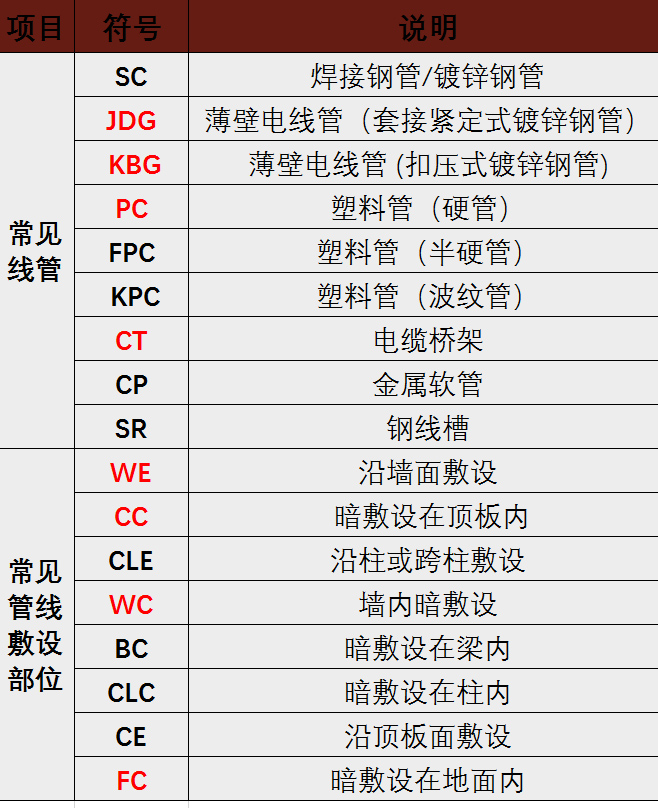 项目 符号 说明
常见
线管
SC 焊接钢管/镀锌钢管
JDG 薄壁电线管（套接紧定式镀锌钢管）
KBG 薄壁电线管 (扣压式镀锌钢管)
PC 塑料管（硬管）
FPC 塑料管（半硬管）
KPC 塑料管（波纹管）
CT 电缆桥架
CP 金属软管
SR 钢线槽
常见
管线
敷设
部位
WE 沿墙面敷设
CC 暗敷设在顶板内
CLE 沿柱或跨柱敷设
WC 墙内暗敷设
BC 暗敷设在梁内
CLC 暗敷设在柱内
CE 沿顶板面敷设
FC 暗敷设在地面内